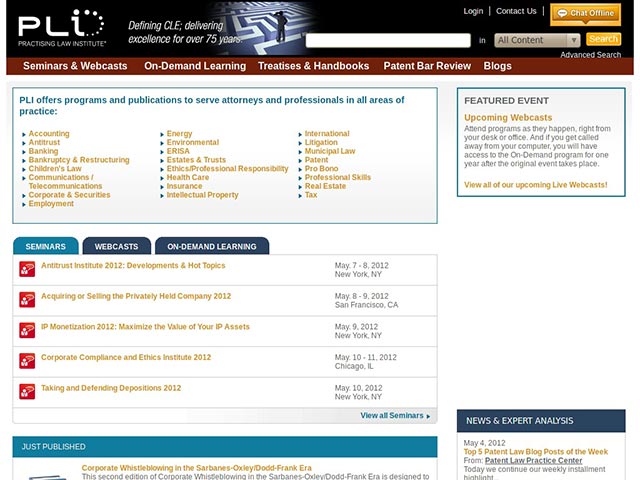 Login | Contact Us | Chat Offline
PLI
PRACTISING LAW INSTITUTE®
Defining CLE; delivering
excellence for over 75 years.
in All Content Search
Advanced Search
Seminars & Webcasts On-Demand Learning Treatises & Handbooks Patent Bar Review Blogs
PLI offers programs and publications to serve attorneys and professionals in all areas of
practice:
Accounting
Antitrust
Banking
Bankruptcy & Restructuring
Children's Law
Communications /
Telecommunications
Corporate & Securities
Employment
Energy
Environmental
ERISA
Estates & Trusts
Ethics/Professional Responsibility
Health Care
Insurance
Intellectual Property
International
Litigation
Municipal Law
Patent
Pro Bono
Professional Skills
Real Estate
Tax
FEATURED EVENT
Upcoming Webcasts
Attend programs as they happen, right from
your desk or office. And if you get called
away from your computer, you will have
access to the On-Demand program for one
year after the original event takes place.
View all of our upcoming Live Webcasts!
SEMINARS WEBCASTS ON-DEMAND LEARNING
Antitrust Institute 2012: Developments & Hot Topics May. 7 - 8, 2012
New York, NY
Acquiring or Selling the Privately Held Company 2012 May. 8 - 9, 2012
San Francisco, CA
IP Monetization 2012: Maximize the Value of Your IP Assets May. 9, 2012
New York, NY
Corporate Compliance and Ethics Institute 2012 May. 10 - 11, 2012
Chicago, IL
Taking and Defending Depositions 2012 May. 10, 2012
New York, NY
View all Seminars
JUST PUBLISHED
Corporate Whistleblowing in the Sarbanes-Oxley/Dodd-Frank Era
This second edition of Corporate Whistleblowing in the Sarbanes-Oxley/Dodd-Frank Era is designed to
NEWS & EXPERT ANALYSIS
May 4, 2012
Top 5 Patent Law Blog Posts of the Week
From: Patent Law Practice Center
Today we continue our weekly installment
highlight